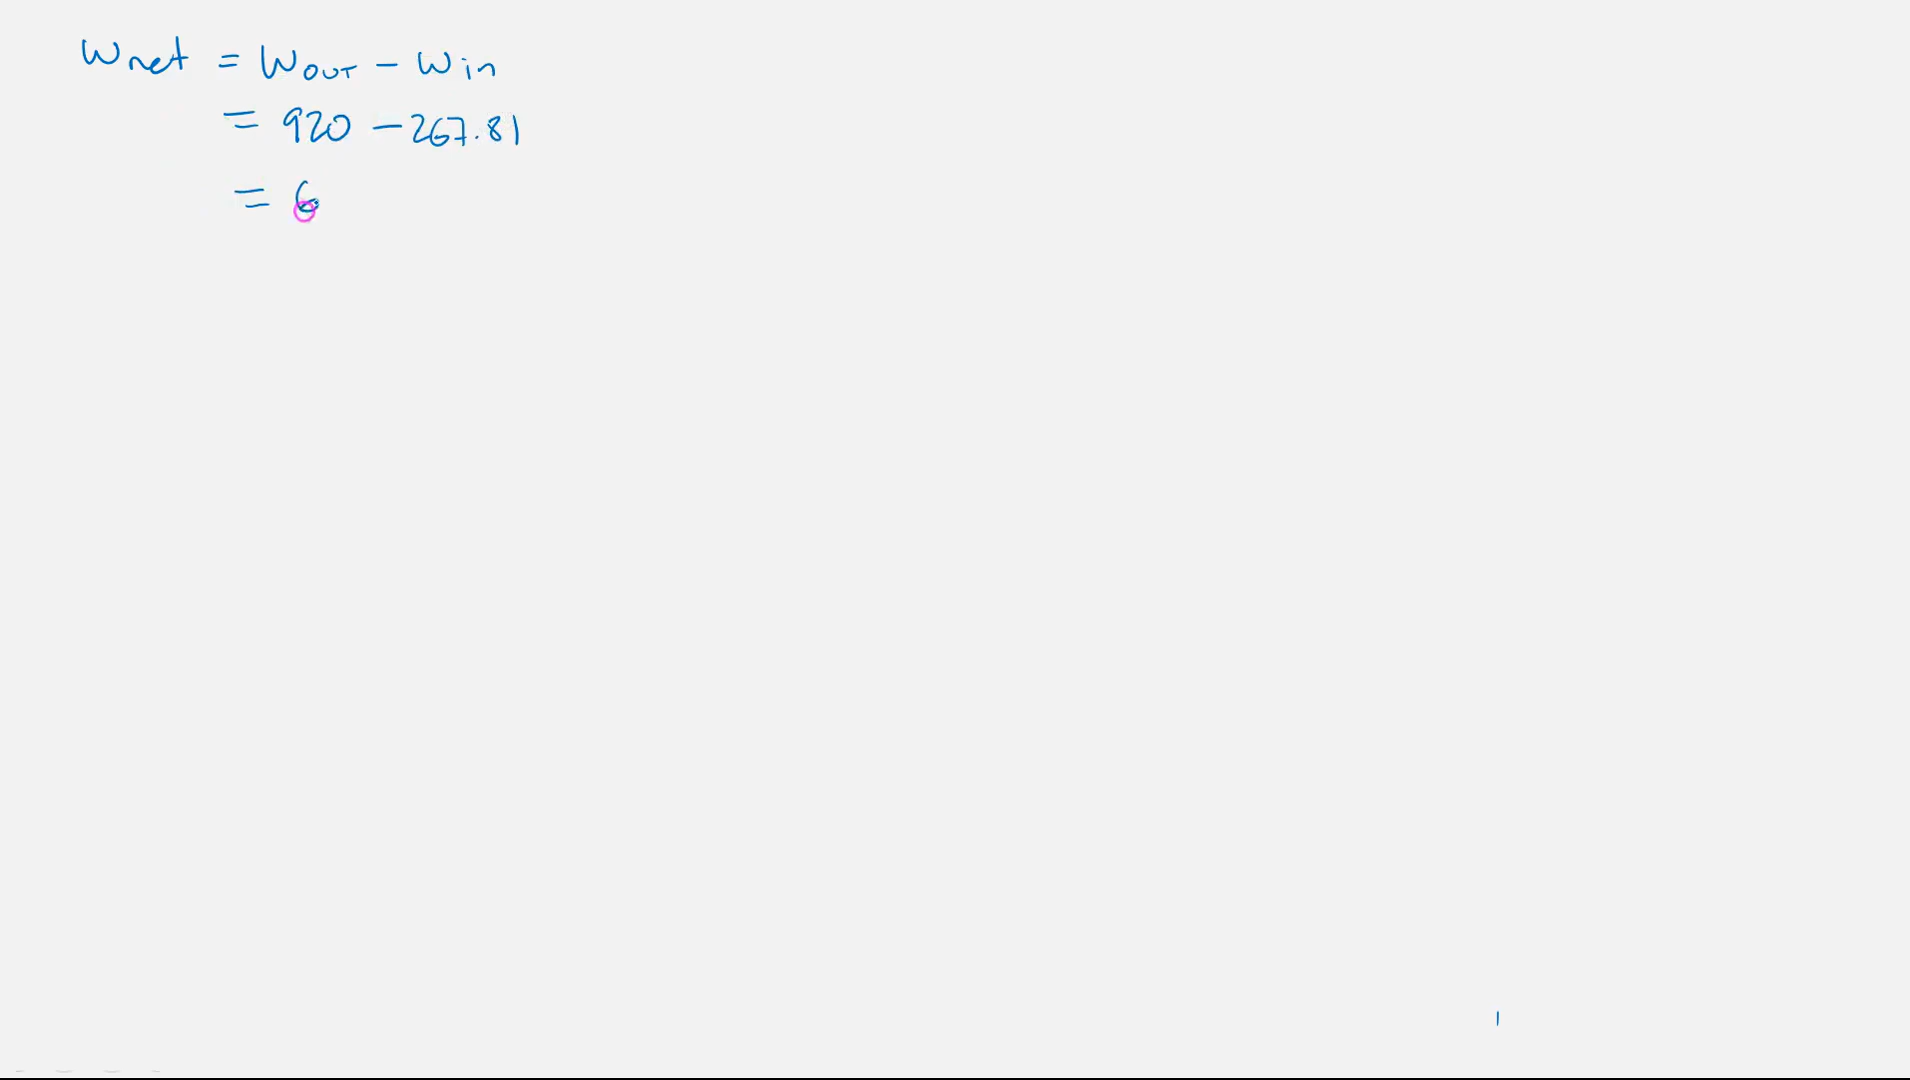 Wnet = WOUT - Win
= 920 - 267.81
= 6